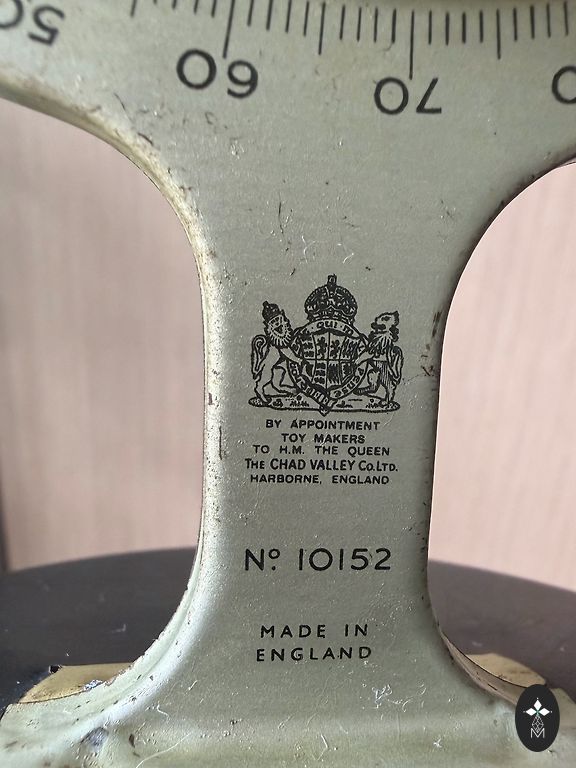 50
60
70
QUI
BY APPOINTMENT
TOY MAKERS
TO H.M. THE QUEEN
THE CHAD VALLEY CO. LTD.
HARBORNE, ENGLAND
Nº 10152
MADE IN
ENGLAND
M